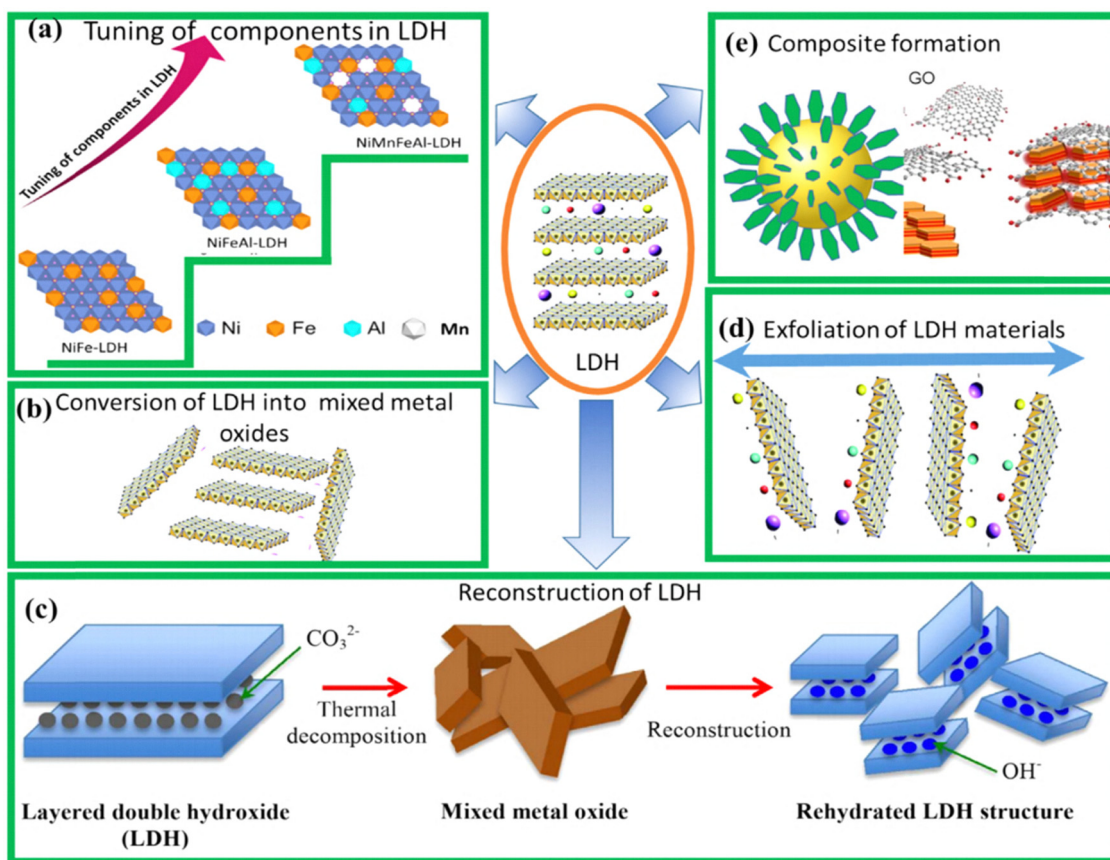 (a) Tuning of components in LDH
Tuning of components in LDH
NiMnFeAl-LDH
NiFeAl-LDH
NiFe-LDH
Ni Fe Al Mn
(b) Conversion of LDH into mixed metal
oxides
LDH
(e) Composite formation
GO
(d) Exfoliation of LDH materials
(c) Reconstruction of LDH
CO₃²⁻
Thermal
decomposition
Reconstruction
OH⁻
Layered double hydroxide
(LDH)
Mixed metal oxide
Rehydrated LDH structure